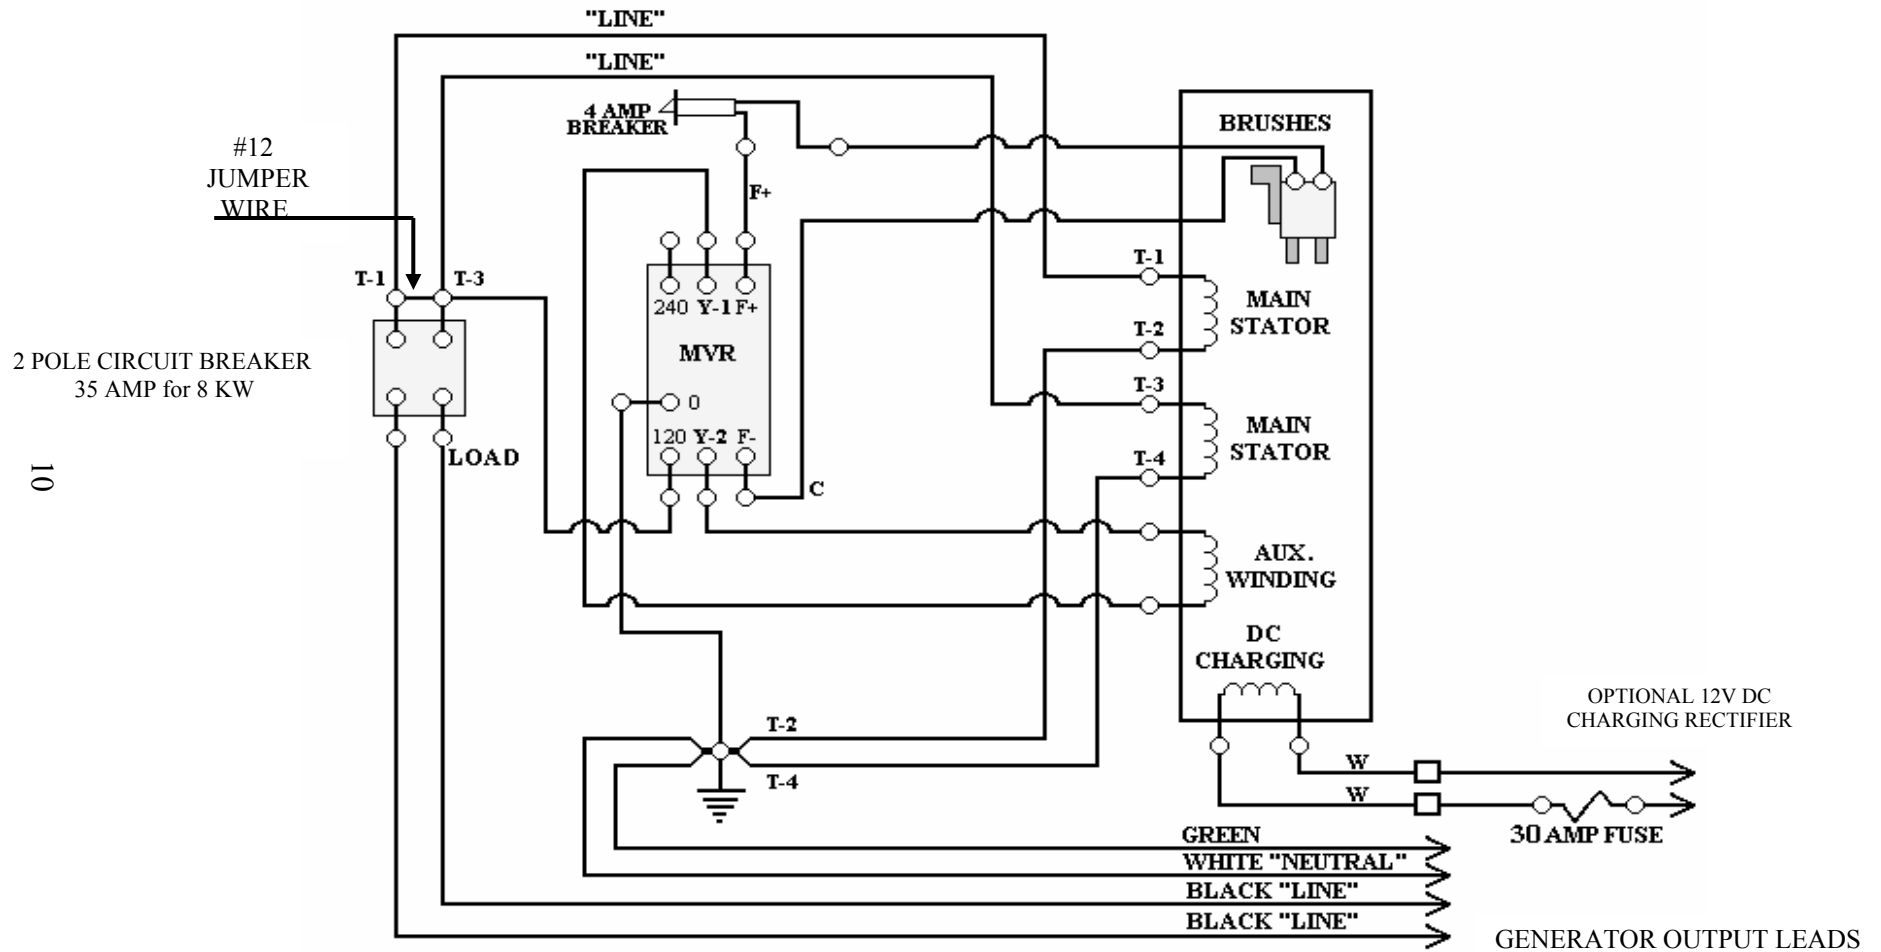 "LINE"
"LINE"
4 AMP
BREAKER
BRUSHES
#12
JUMPER
WIRE
F+
T-1
T-3
T-1
MAIN
STATOR
240 Y-1 F+
T-2
MVR
2 POLE CIRCUIT BREAKER
35 AMP for 8 KW
T-3
0
MAIN
STATOR
120 Y-2 F-
LOAD
T-4
10
C
AUX.
WINDING
DC
CHARGING
OPTIONAL 12V DC
CHARGING RECTIFIER
T-2
T-4
W
W
30 AMP FUSE
GREEN
WHITE "NEUTRAL"
BLACK "LINE"
BLACK "LINE"
GENERATOR OUTPUT LEADS